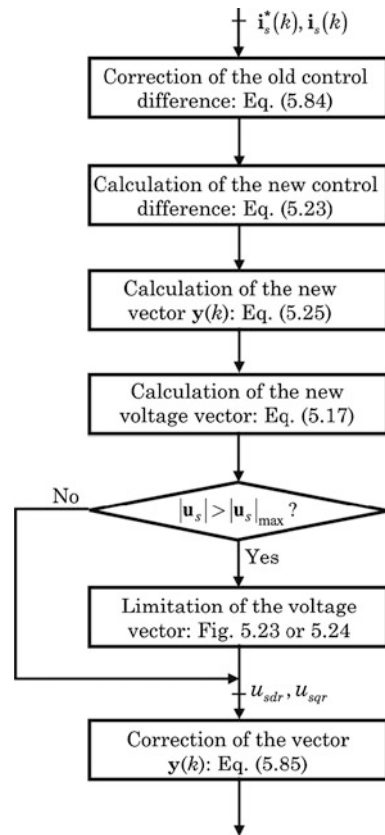 i*s(k), is(k)
Correction of the old control
difference: Eq. (5.84)
Calculation of the new control
difference: Eq. (5.23)
Calculation of the new
vector y(k): Eq. (5.25)
Calculation of the new
voltage vector: Eq. (5.17)
No
|us| > |us|max ?
Yes
Limitation of the voltage
vector: Fig. 5.23 or 5.24
usdr, usqr
Correction of the vector
y(k): Eq. (5.85)